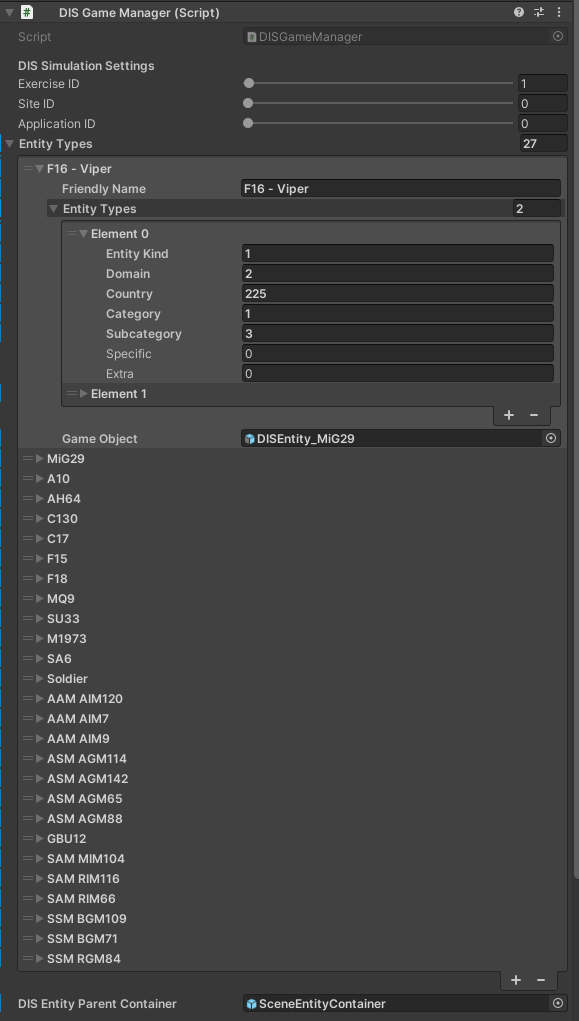 DIS Game Manager (Script)
Script DISGameManager
DIS Simulation Settings
Exercise ID 1
Site ID 0
Application ID 0
Entity Types 27
F16 - Viper
Friendly Name F16 - Viper
Entity Types 2
Element 0
Entity Kind 1
Domain 2
Country 225
Category 1
Subcategory 3
Specific 0
Extra 0
Element 1
+ −
Game Object DISEntity_MiG29
MiG29
A10
AH64
C130
C17
F15
F18
MQ9
SU33
M1973
SA6
Soldier
AAM AIM120
AAM AIM7
AAM AIM9
ASM AGM114
ASM AGM142
ASM AGM65
ASM AGM88
GBU12
SAM MIM104
SAM RIM116
SAM RIM66
SSM BGM109
SSM BGM71
SSM RGM84
+ −
DIS Entity Parent Container SceneEntityContainer